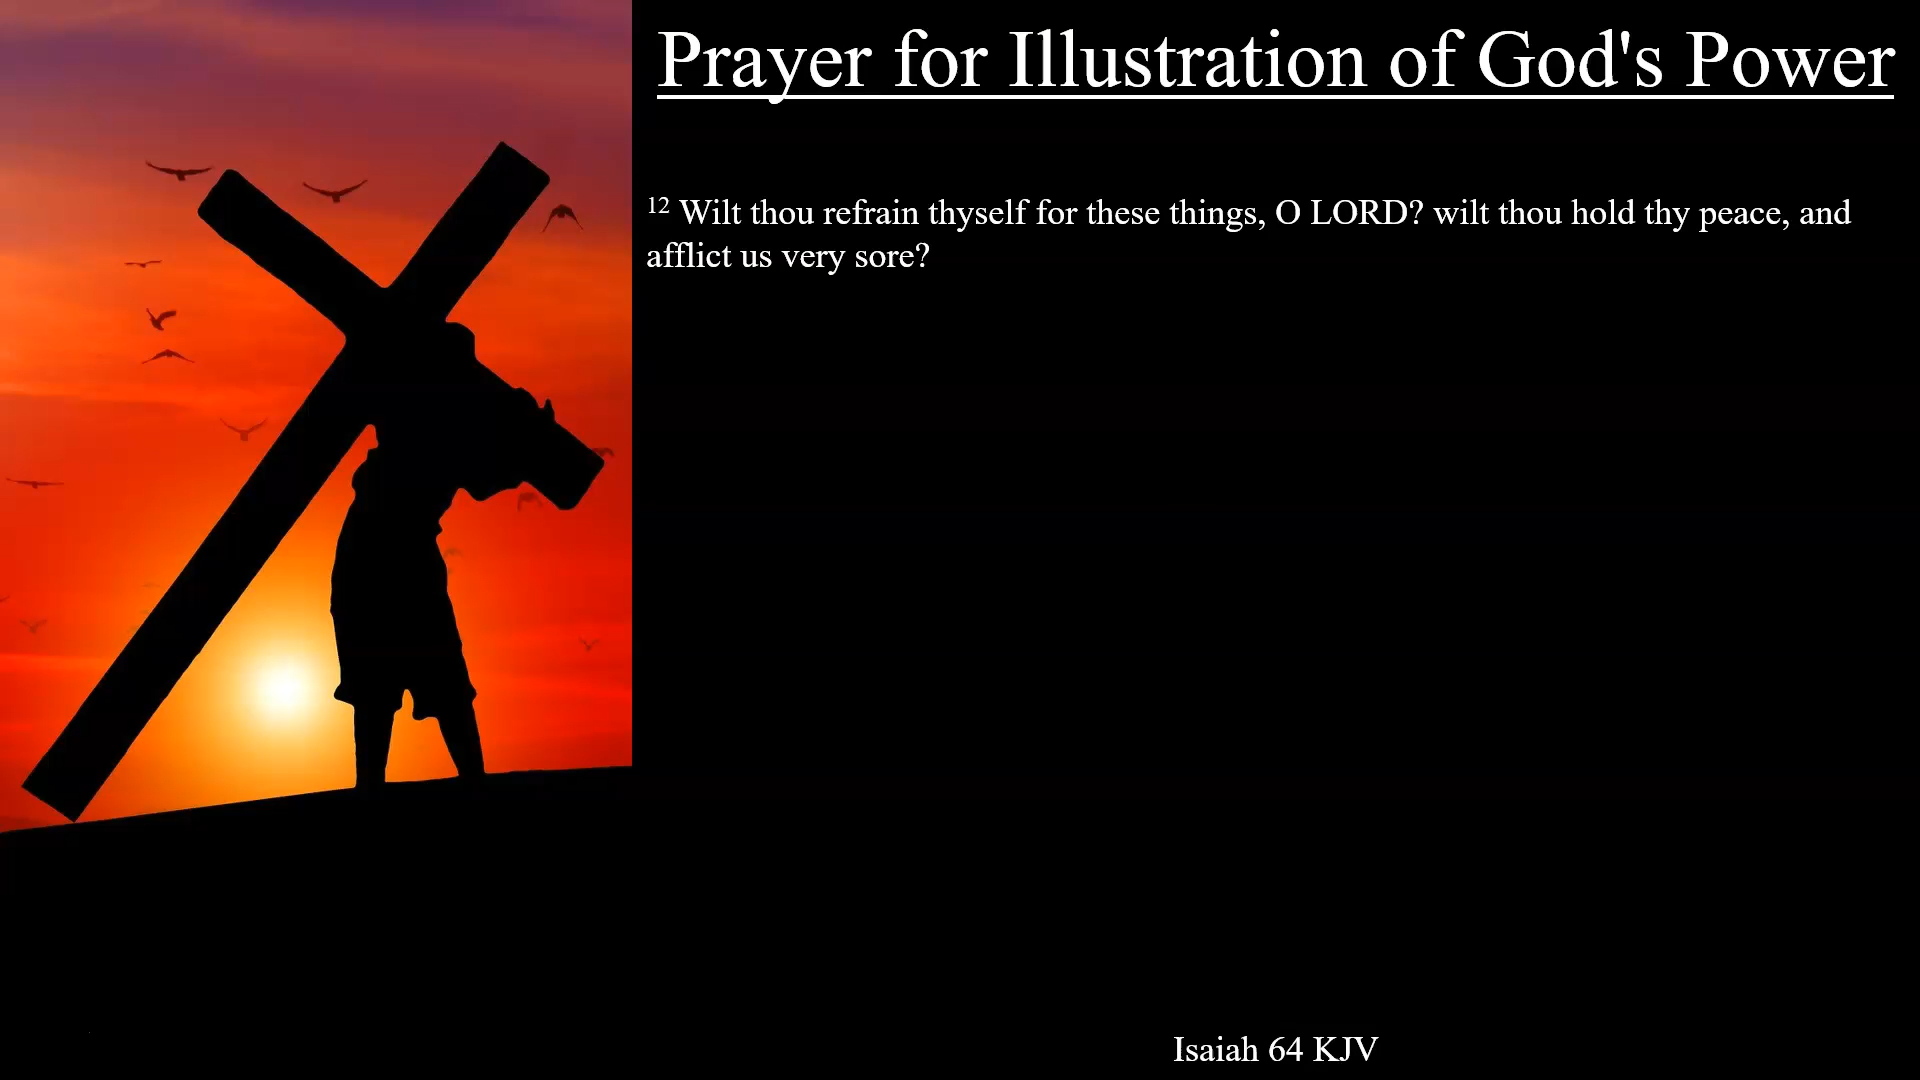 Prayer for Illustration of God's Power
12 Wilt thou refrain thyself for these things, O LORD? wilt thou hold thy peace, and
afflict us very sore?
Isaiah 64 KJV